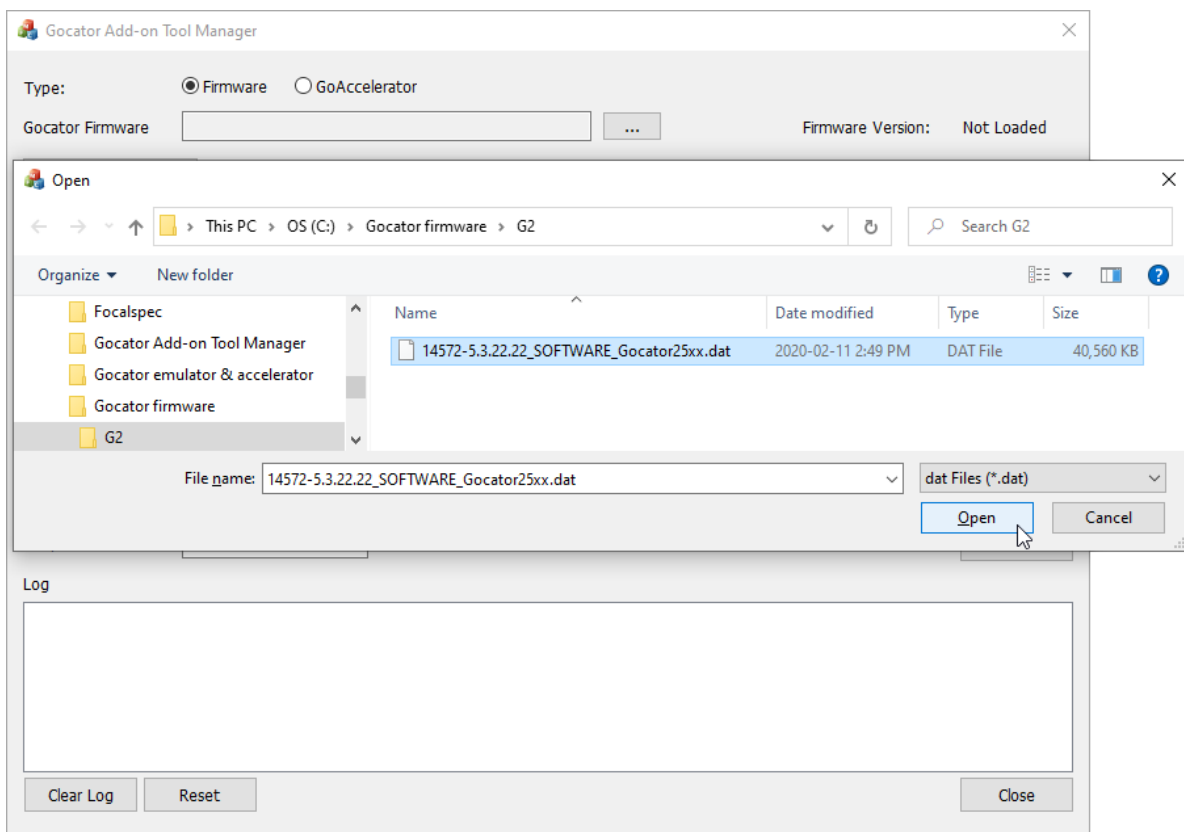 Gocator Add-on Tool Manager
Type: Firmware GoAccelerator
Gocator Firmware ... Firmware Version: Not Loaded
Open
This PC > OS (C:) > Gocator firmware > G2 Search G2
Organize New folder
Name Date modified Type Size
Focalspec
Gocator Add-on Tool Manager
Gocator emulator & accelerator
Gocator firmware
G2
14572-5.3.22.22_SOFTWARE_Gocator25xx.dat 2020-02-11 2:49 PM DAT File 40,560 KB
File name: 14572-5.3.22.22_SOFTWARE_Gocator25xx.dat dat Files (*.dat)
Open Cancel
Log
Clear Log Reset Close